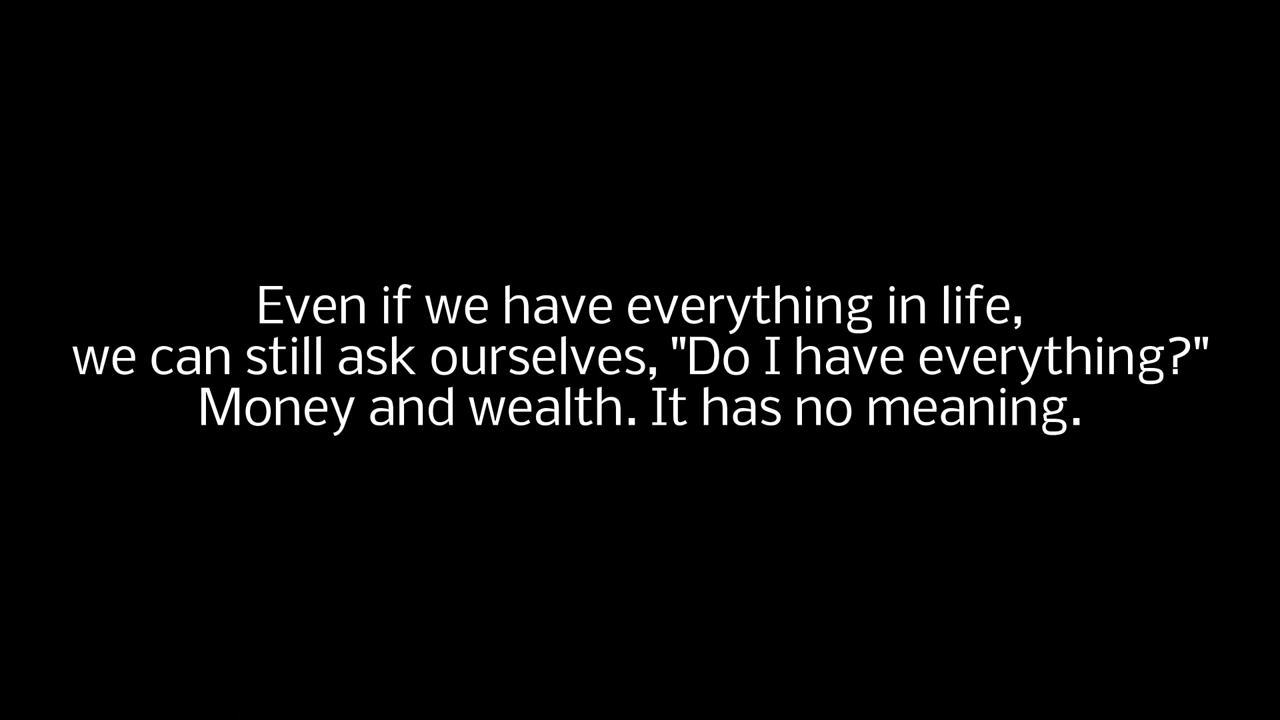 Even if we have everything in life,
we can still ask ourselves, "Do I have everything?"
Money and wealth. It has no meaning.